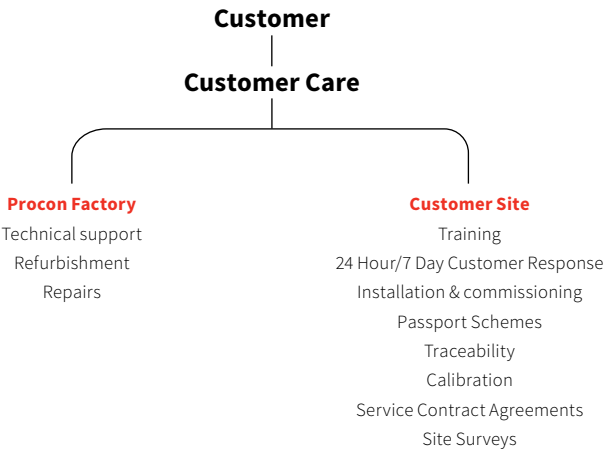 Customer
Customer Care
Procon Factory
Technical support
Refurbishment
Repairs
Customer Site
Training
24 Hour/7 Day Customer Response
Installation & commissioning
Passport Schemes
Traceability
Calibration
Service Contract Agreements
Site Surveys